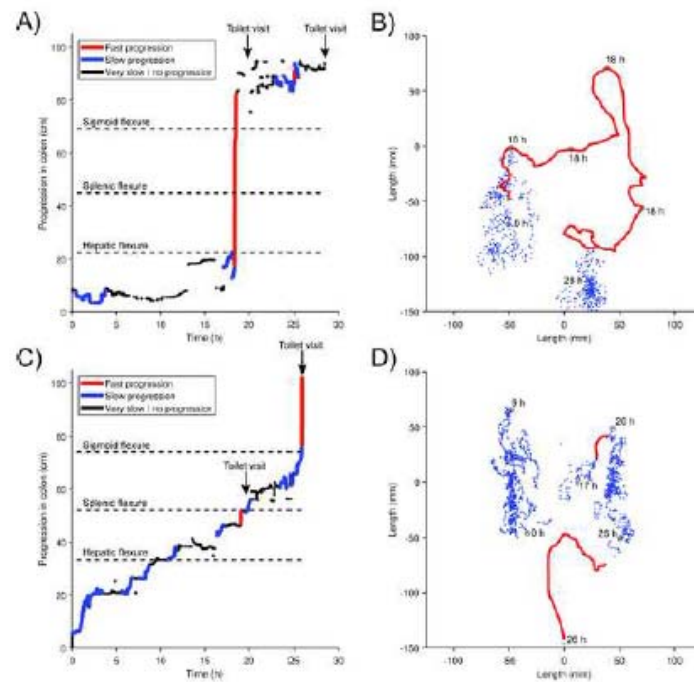 A)
Toilet visit
Toilet visit
Fast progression
Slow progression
Very slow / no progression
Sigmoid flexure
Splenic flexure
Hepatic flexure
Progression in colon (cm)
100
80
60
40
20
0
0 5 10 15 20 25 30
Time (h)
B)
100
50
0
-50
-100
-150
-100 -50 0 50 100
Length (mm)
Length (mm)
18 h
18 h
18 h
0 h
28 h
C)
Toilet visit
Fast progression
Slow progression
Very slow / no progression
Sigmoid flexure
Toilet visit
Splenic flexure
Hepatic flexure
Progression in colon (cm)
100
80
60
40
20
0
0 5 10 15 20 25 30
Time (h)
D)
100
50
0
-50
-100
-150
-100 0 50 100
Length (mm)
Length (mm)
9 h
20 h
17 h
0 h
25 h
26 h